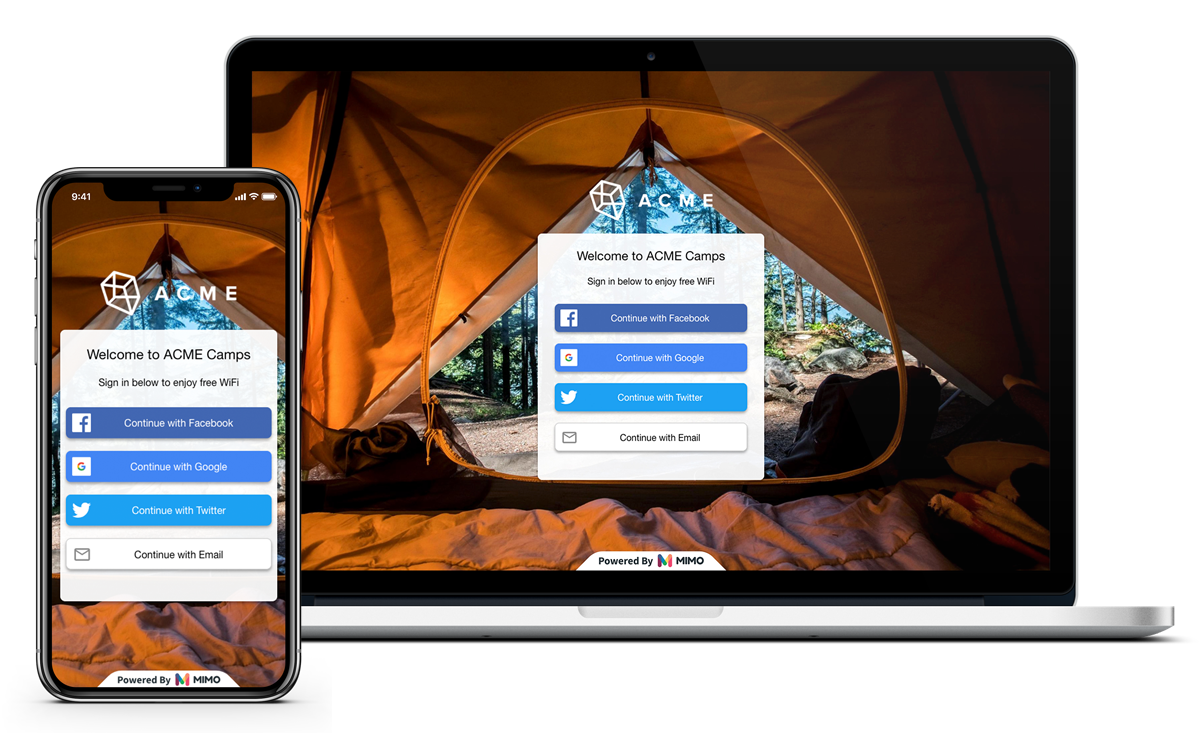 9:41
ACME
Welcome to ACME Camps
Sign in below to enjoy free WiFi
Continue with Facebook
Continue with Google
Continue with Twitter
Continue with Email
Powered By MIMO
ACME
Welcome to ACME Camps
Sign in below to enjoy free WiFi
Continue with Facebook
Continue with Google
Continue with Twitter
Continue with Email
Powered By MIMO